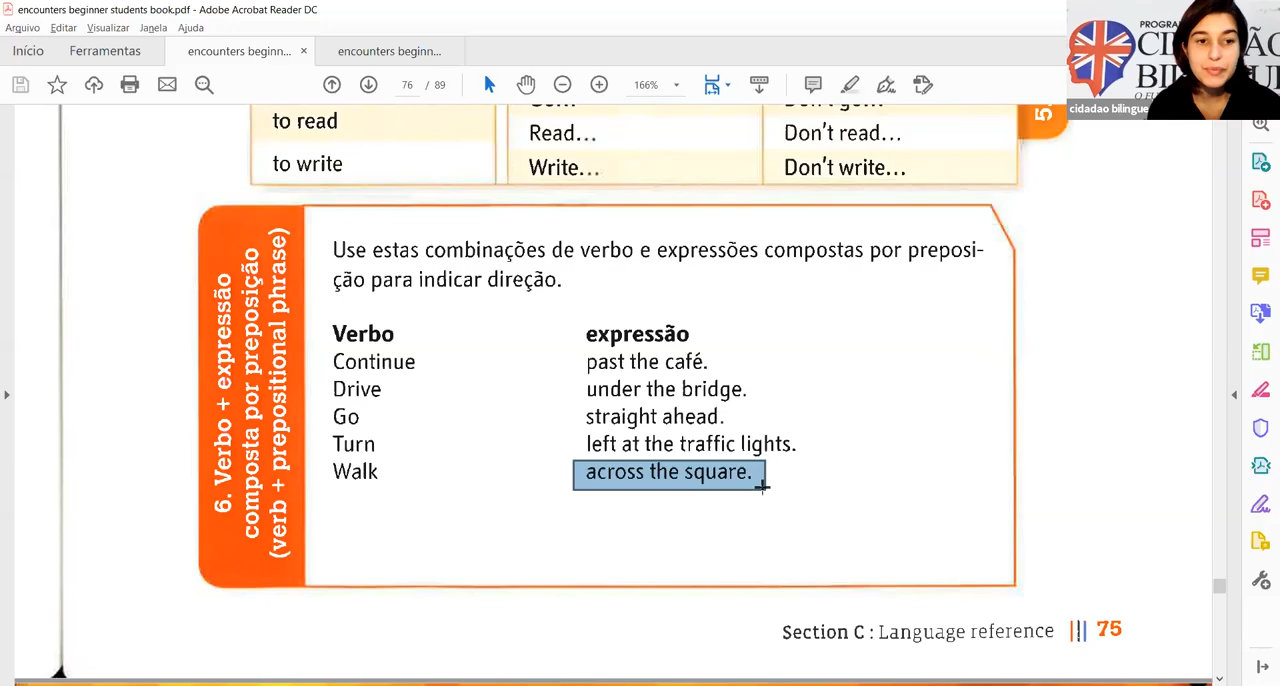 encounters beginner students book.pdf - Adobe Acrobat Reader DC
Arquivo Editar Visualizar Janela Ajuda
Início Ferramentas encounters beginn... × encounters beginn...
76 / 89 166%
PROGRA
cidadao bilingue
to read
Read... Don't read...
to write
Write... Don't write...
6. Verbo + expressão
composta por preposição
(verb + prepositional phrase)
Use estas combinações de verbo e expressões compostas por preposi-
ção para indicar direção.
Verbo expressão
Continue past the café.
Drive under the bridge.
Go straight ahead.
Turn left at the traffic lights.
Walk across the square.
Section C : Language reference 75